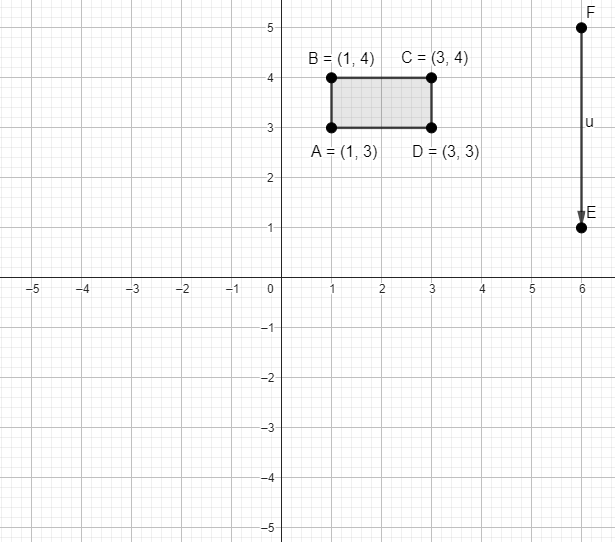 F
5
B = (1, 4) C = (3, 4)
4
u
3
A = (1, 3) D = (3, 3)
2
E
1
–5 –4 –3 –2 –1 0 1 2 3 4 5 6
–1
–2
–3
–4
–5